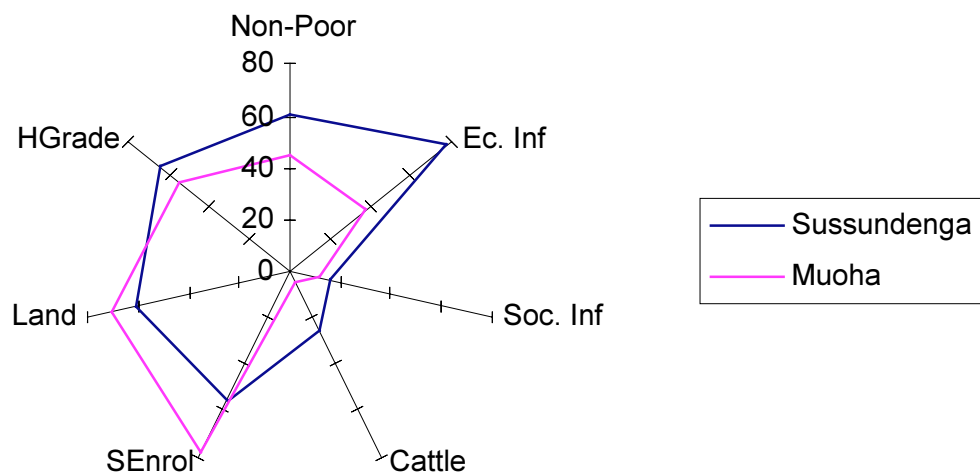 Non-Poor
80
HGrade
60
Ec. Inf
40
20
Sussundenga
0
Muoha
Land
Soc. Inf
SEnrol
Cattle